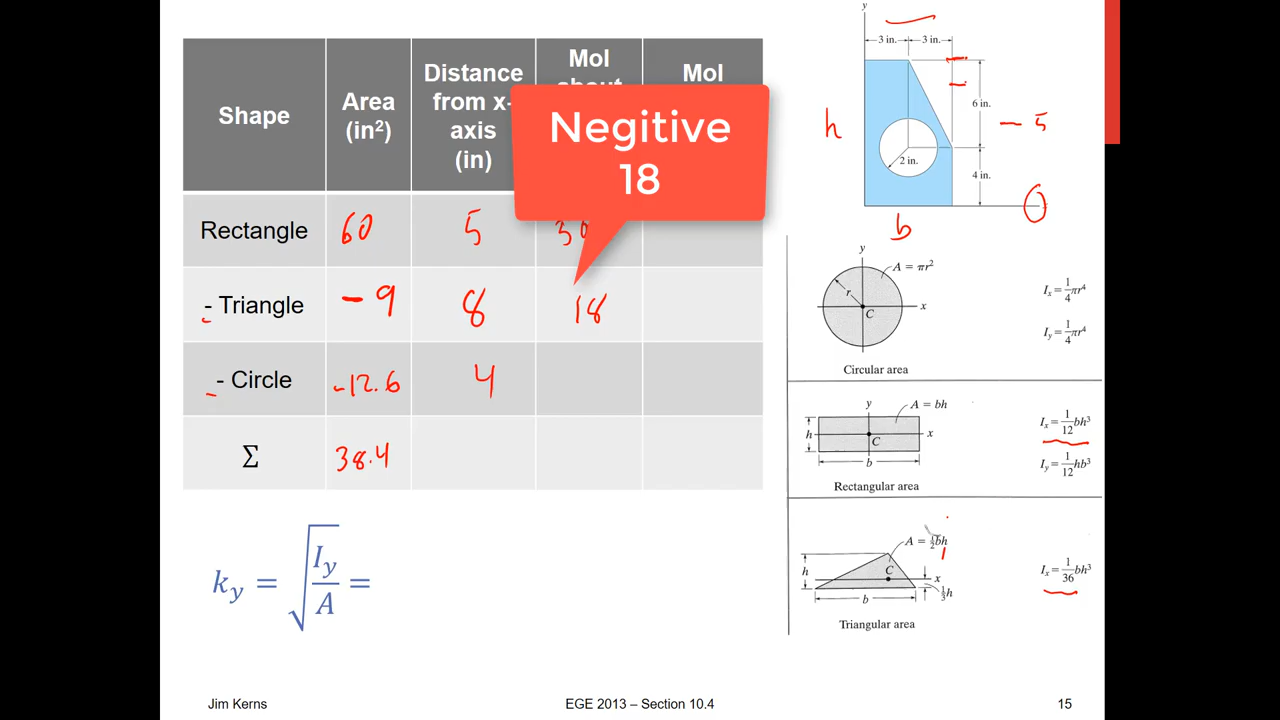 Shape
Area
(in²)
Distance
from x-
axis
(in)
MoI
about
MoI
Negitive
18
Rectangle
60
5
30
- Triangle
- 9
8
18
- Circle
-12.6
4
Σ
38.4
k_y = √(I_y/A) =
y
3 in.
3 in.
6 in.
h
- 5
2 in.
4 in.
b
y
A = πr²
r
x
C
I_x = 1/4 πr⁴
I_y = 1/4 πr⁴
Circular area
y
A = bh
h
x
C
b
I_x = 1/12 bh³
I_y = 1/12 hb³
Rectangular area
A = 1/2 bh
h
C
x
1/3 h
b
I_x = 1/36 bh³
Triangular area
Jim Kerns
EGE 2013 – Section 10.4
15